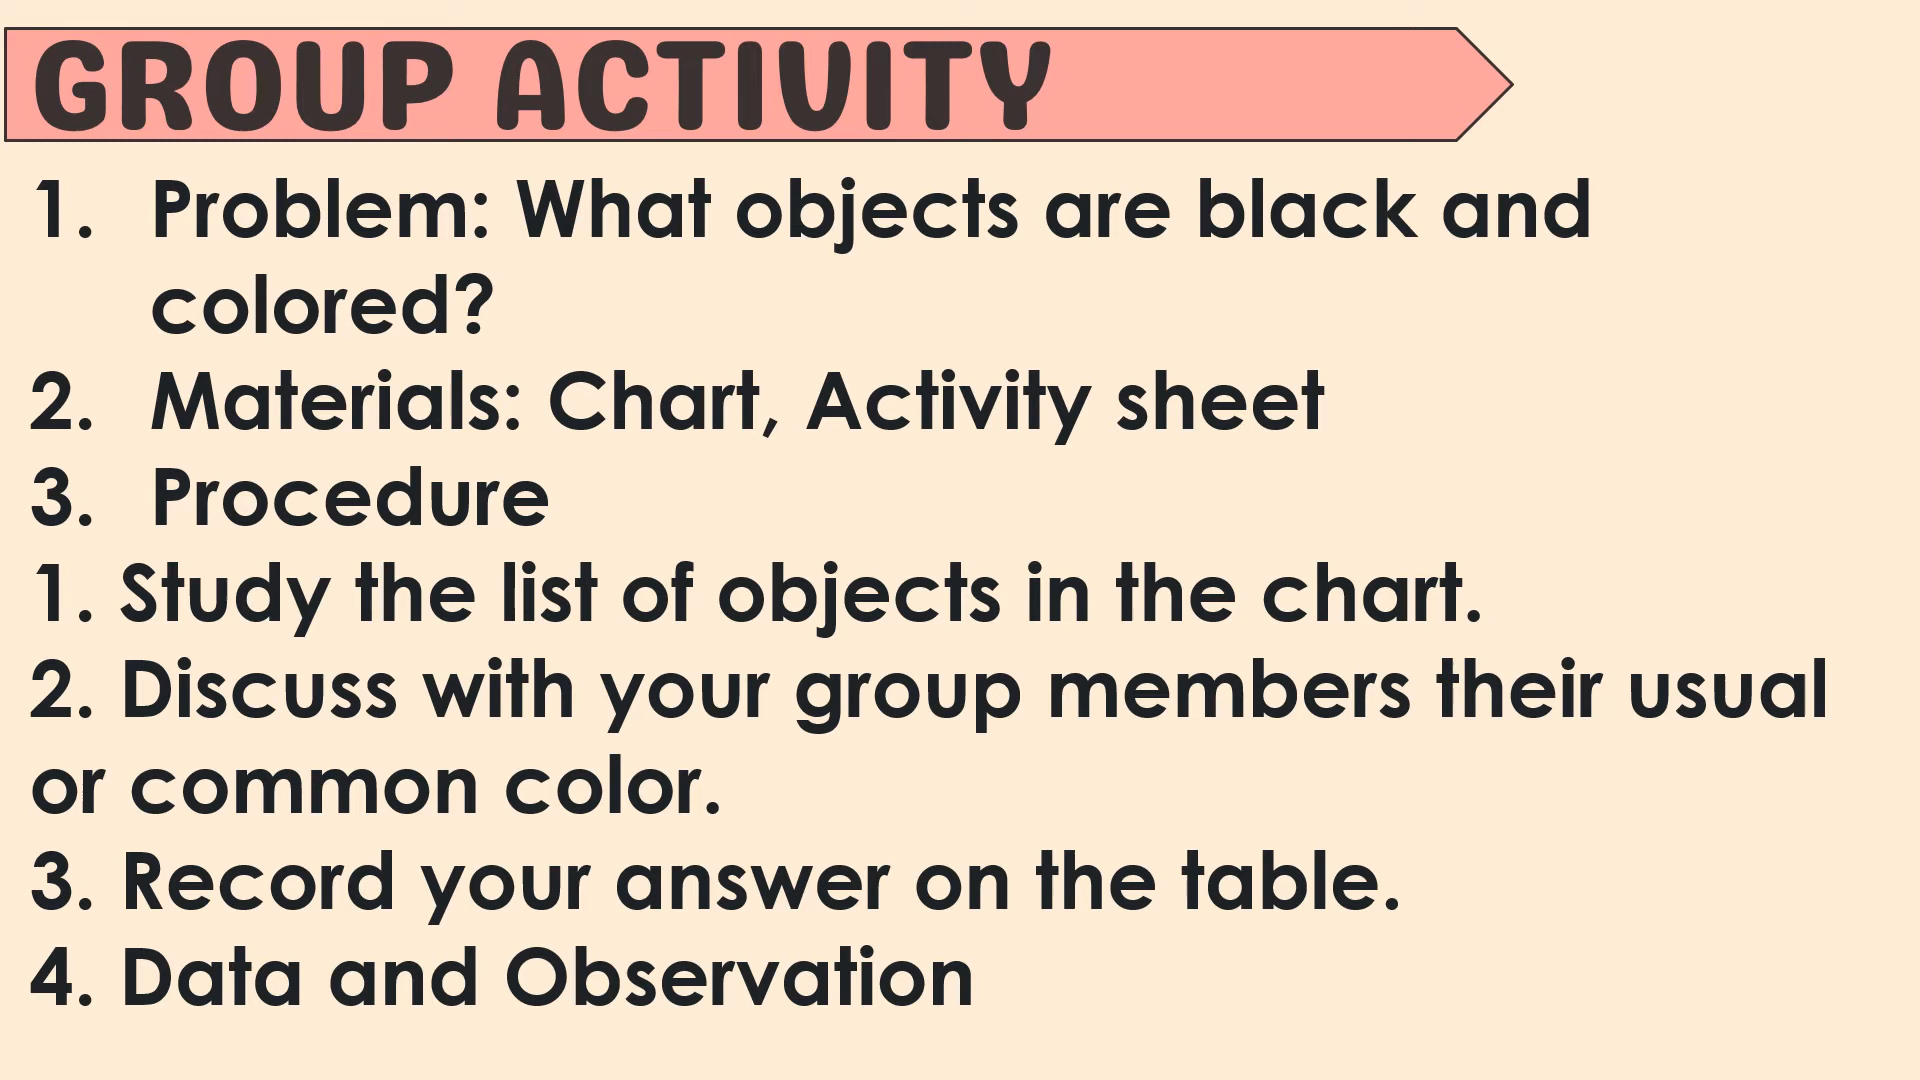 GROUP ACTIVITY
1. Problem: What objects are black and
colored?
2. Materials: Chart, Activity sheet
3. Procedure
1. Study the list of objects in the chart.
2. Discuss with your group members their usual
or common color.
3. Record your answer on the table.
4. Data and Observation